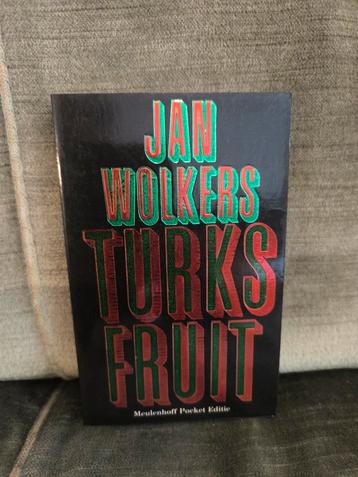 JAN
WOLKERS
TURKS
FRUIT
Meulenhoff Pocket Editie